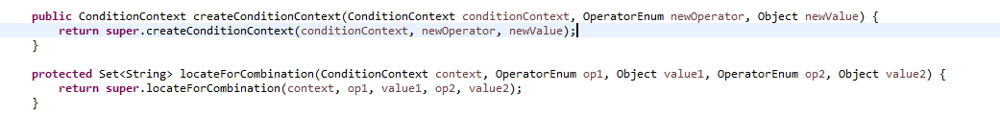 public ConditionContext createConditionContext(ConditionContext conditionContext, OperatorEnum newOperator, Object newValue) {
    return super.createConditionContext(conditionContext, newOperator, newValue);
}

protected Set<String> locateForCombination(ConditionContext context, OperatorEnum op1, Object value1, OperatorEnum op2, Object value2) {
    return super.locateForCombination(context, op1, value1, op2, value2);
}